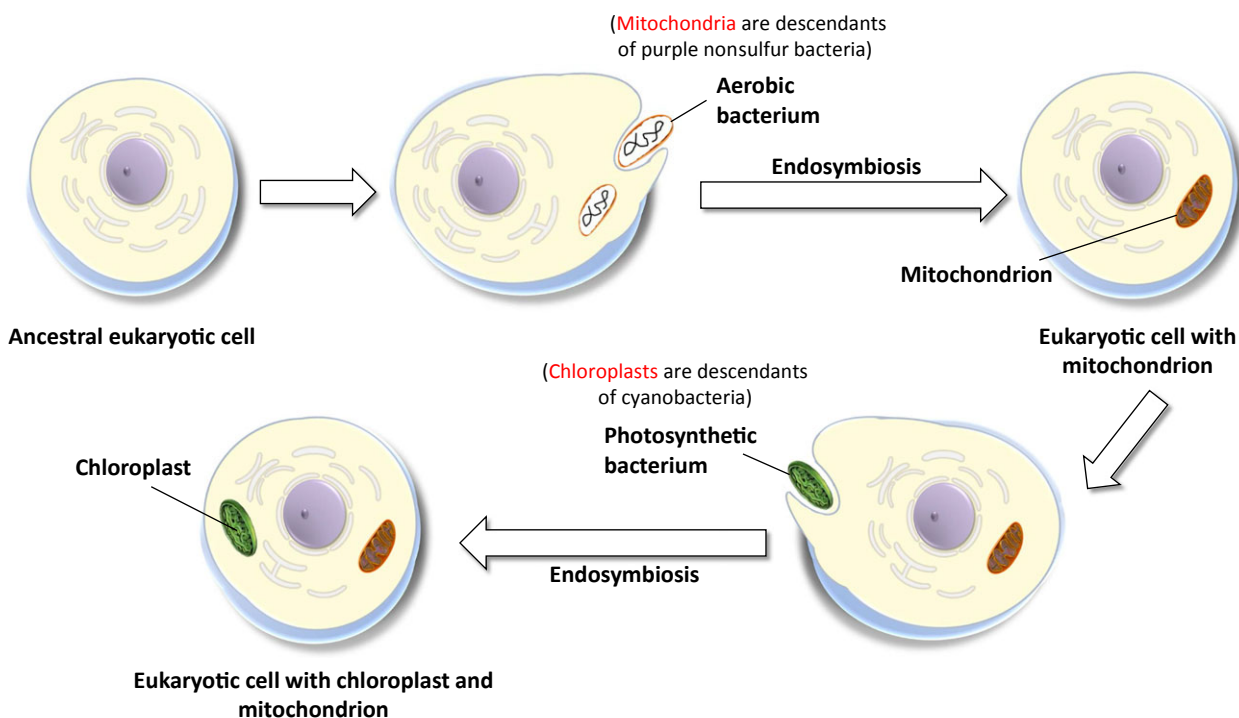 (Mitochondria are descendants
of purple nonsulfur bacteria)
Aerobic
bacterium
Endosymbiosis
Mitochondrion
Ancestral eukaryotic cell
Eukaryotic cell with
mitochondrion
(Chloroplasts are descendants
of cyanobacteria)
Photosynthetic
bacterium
Chloroplast
Endosymbiosis
Eukaryotic cell with chloroplast and
mitochondrion